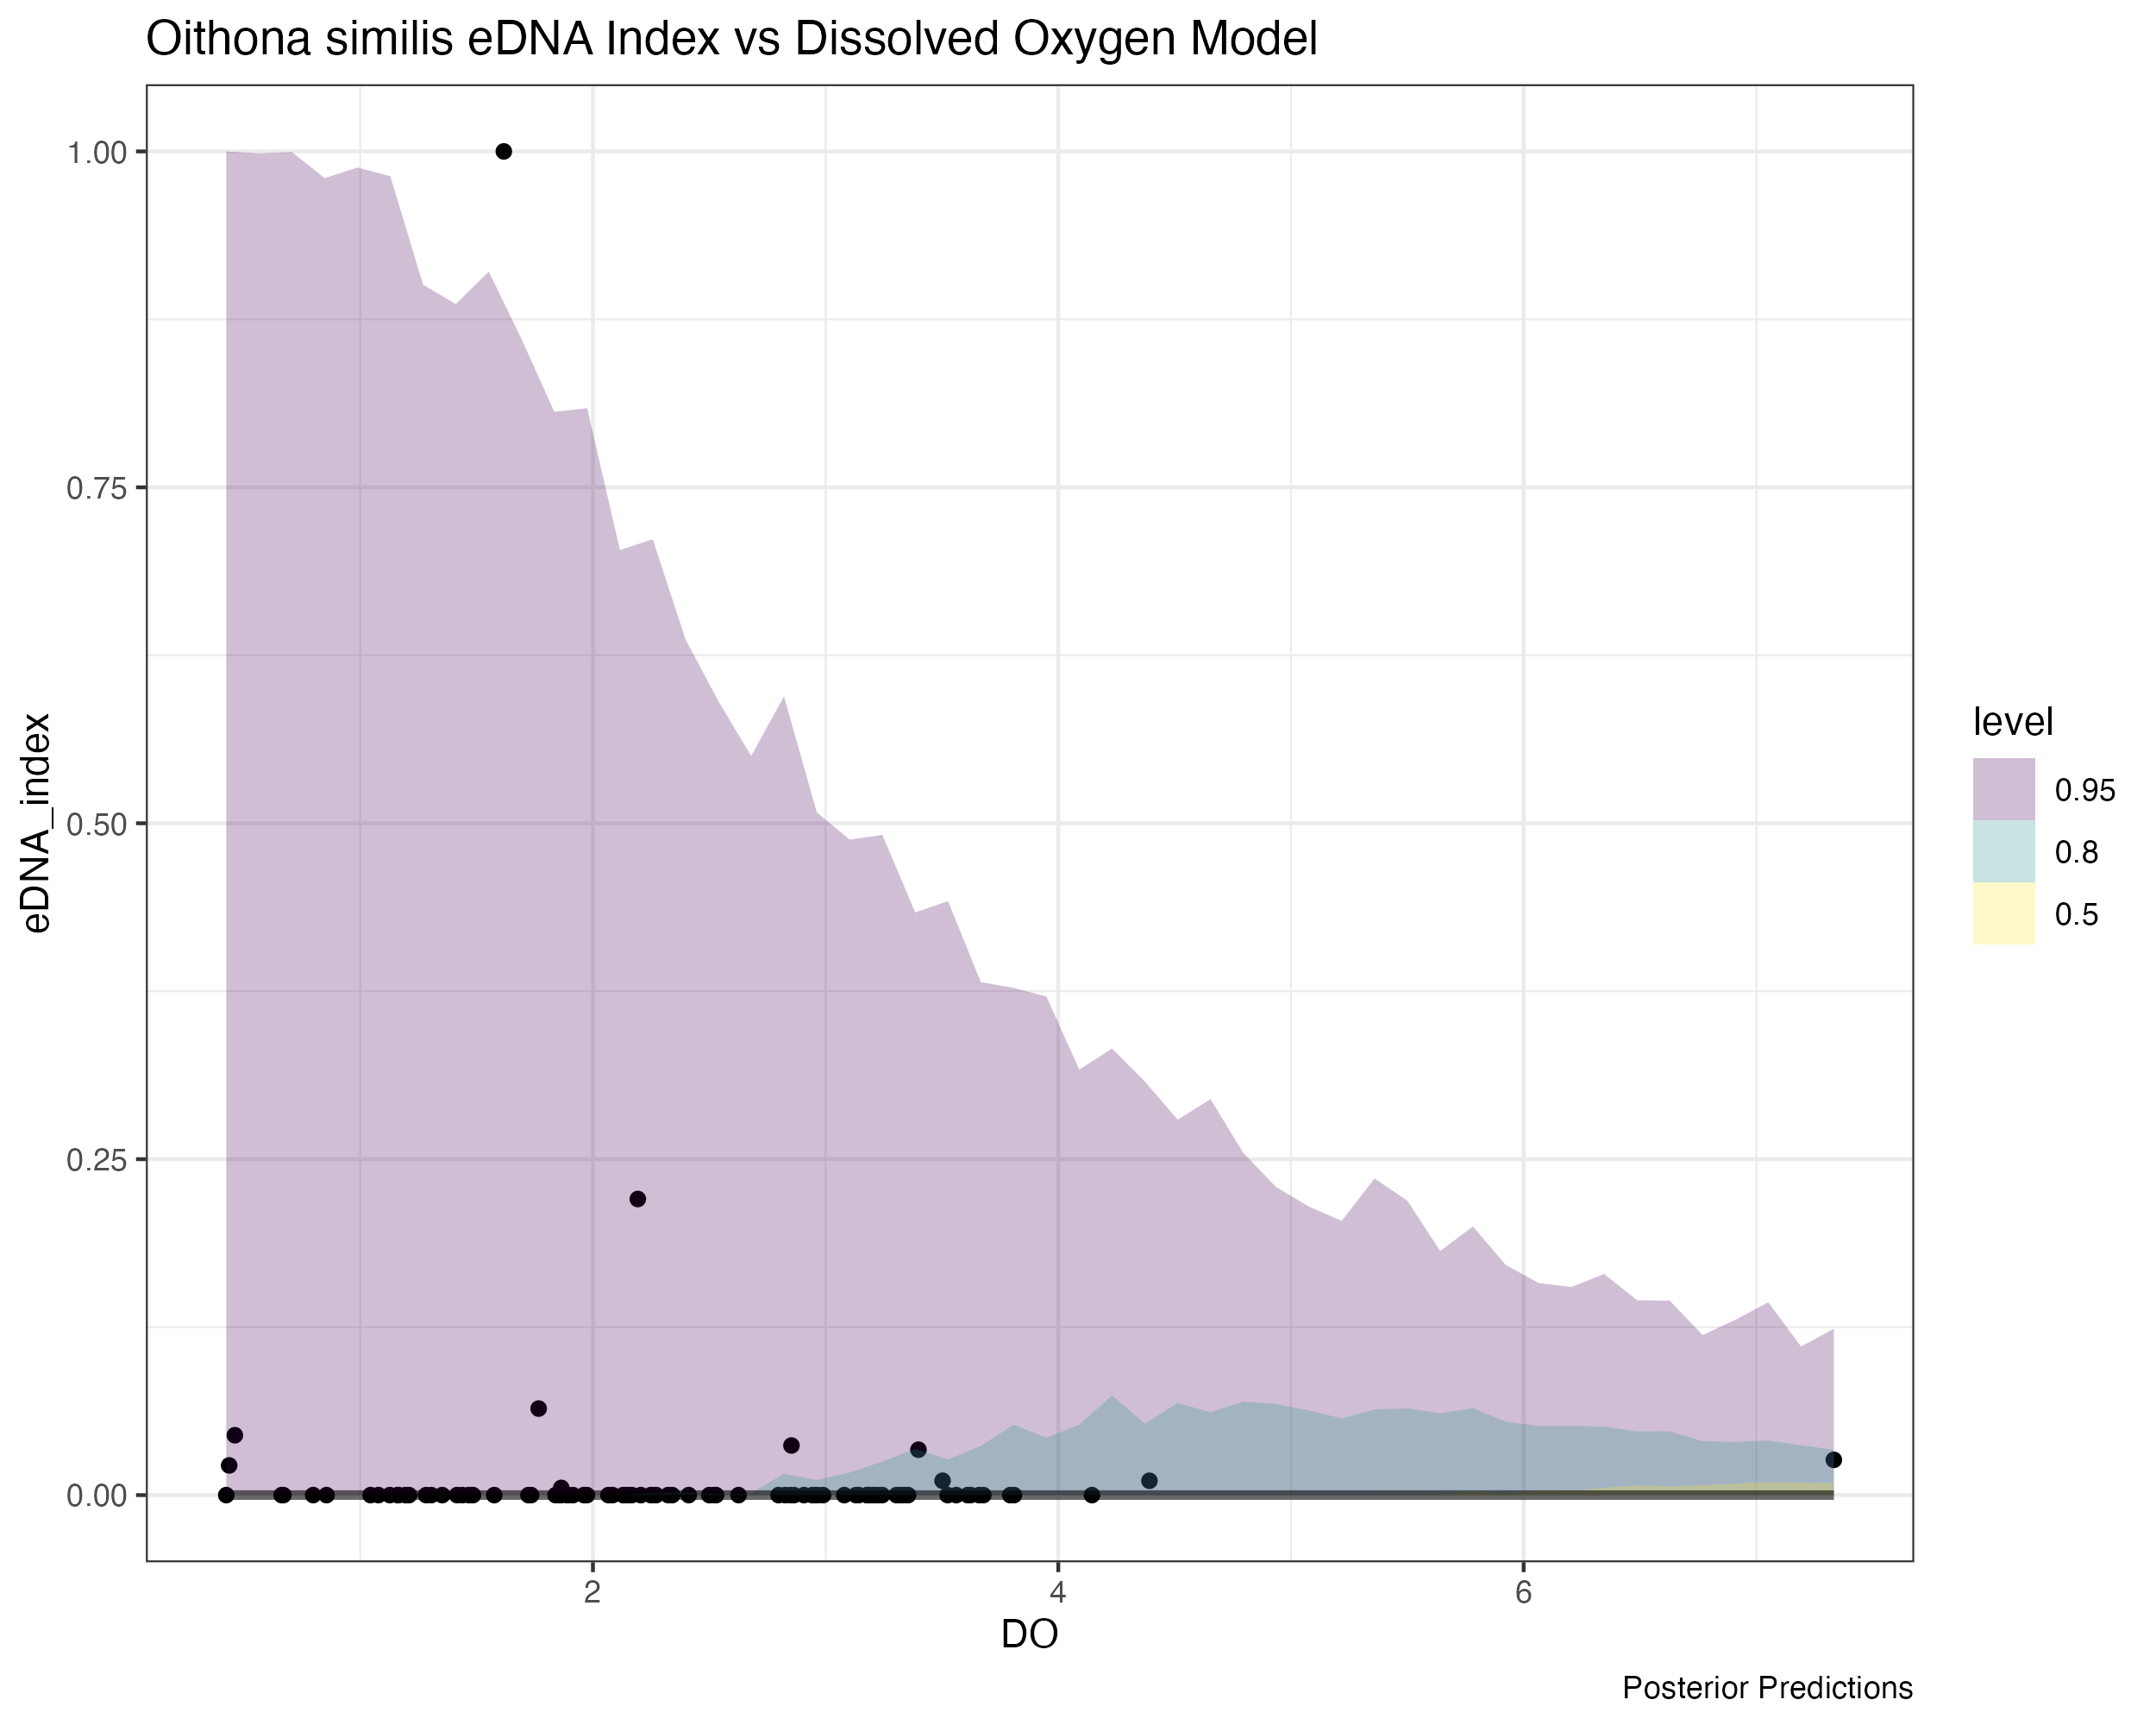 Oithona similis eDNA Index vs Dissolved Oxygen Model
1.00
0.75
0.50
0.25
0.00
eDNA_index
2
4
6
DO
level
0.95
0.8
0.5
Posterior Predictions